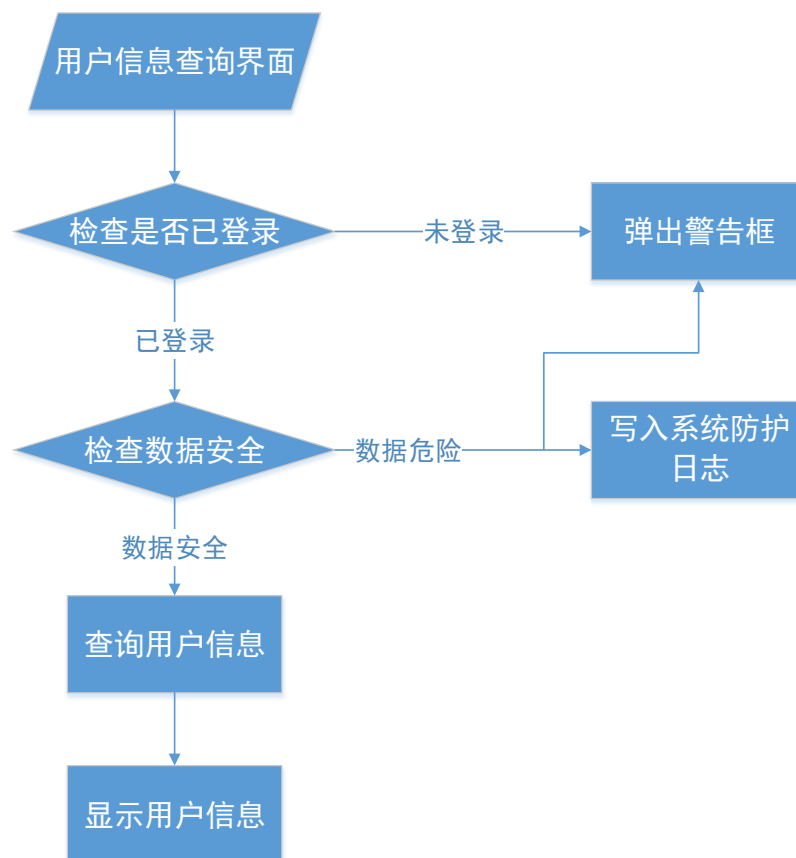 用户信息查询界面
检查是否已登录
未登录
弹出警告框
已登录
检查数据安全
数据危险
写入系统防护
日志
数据安全
查询用户信息
显示用户信息